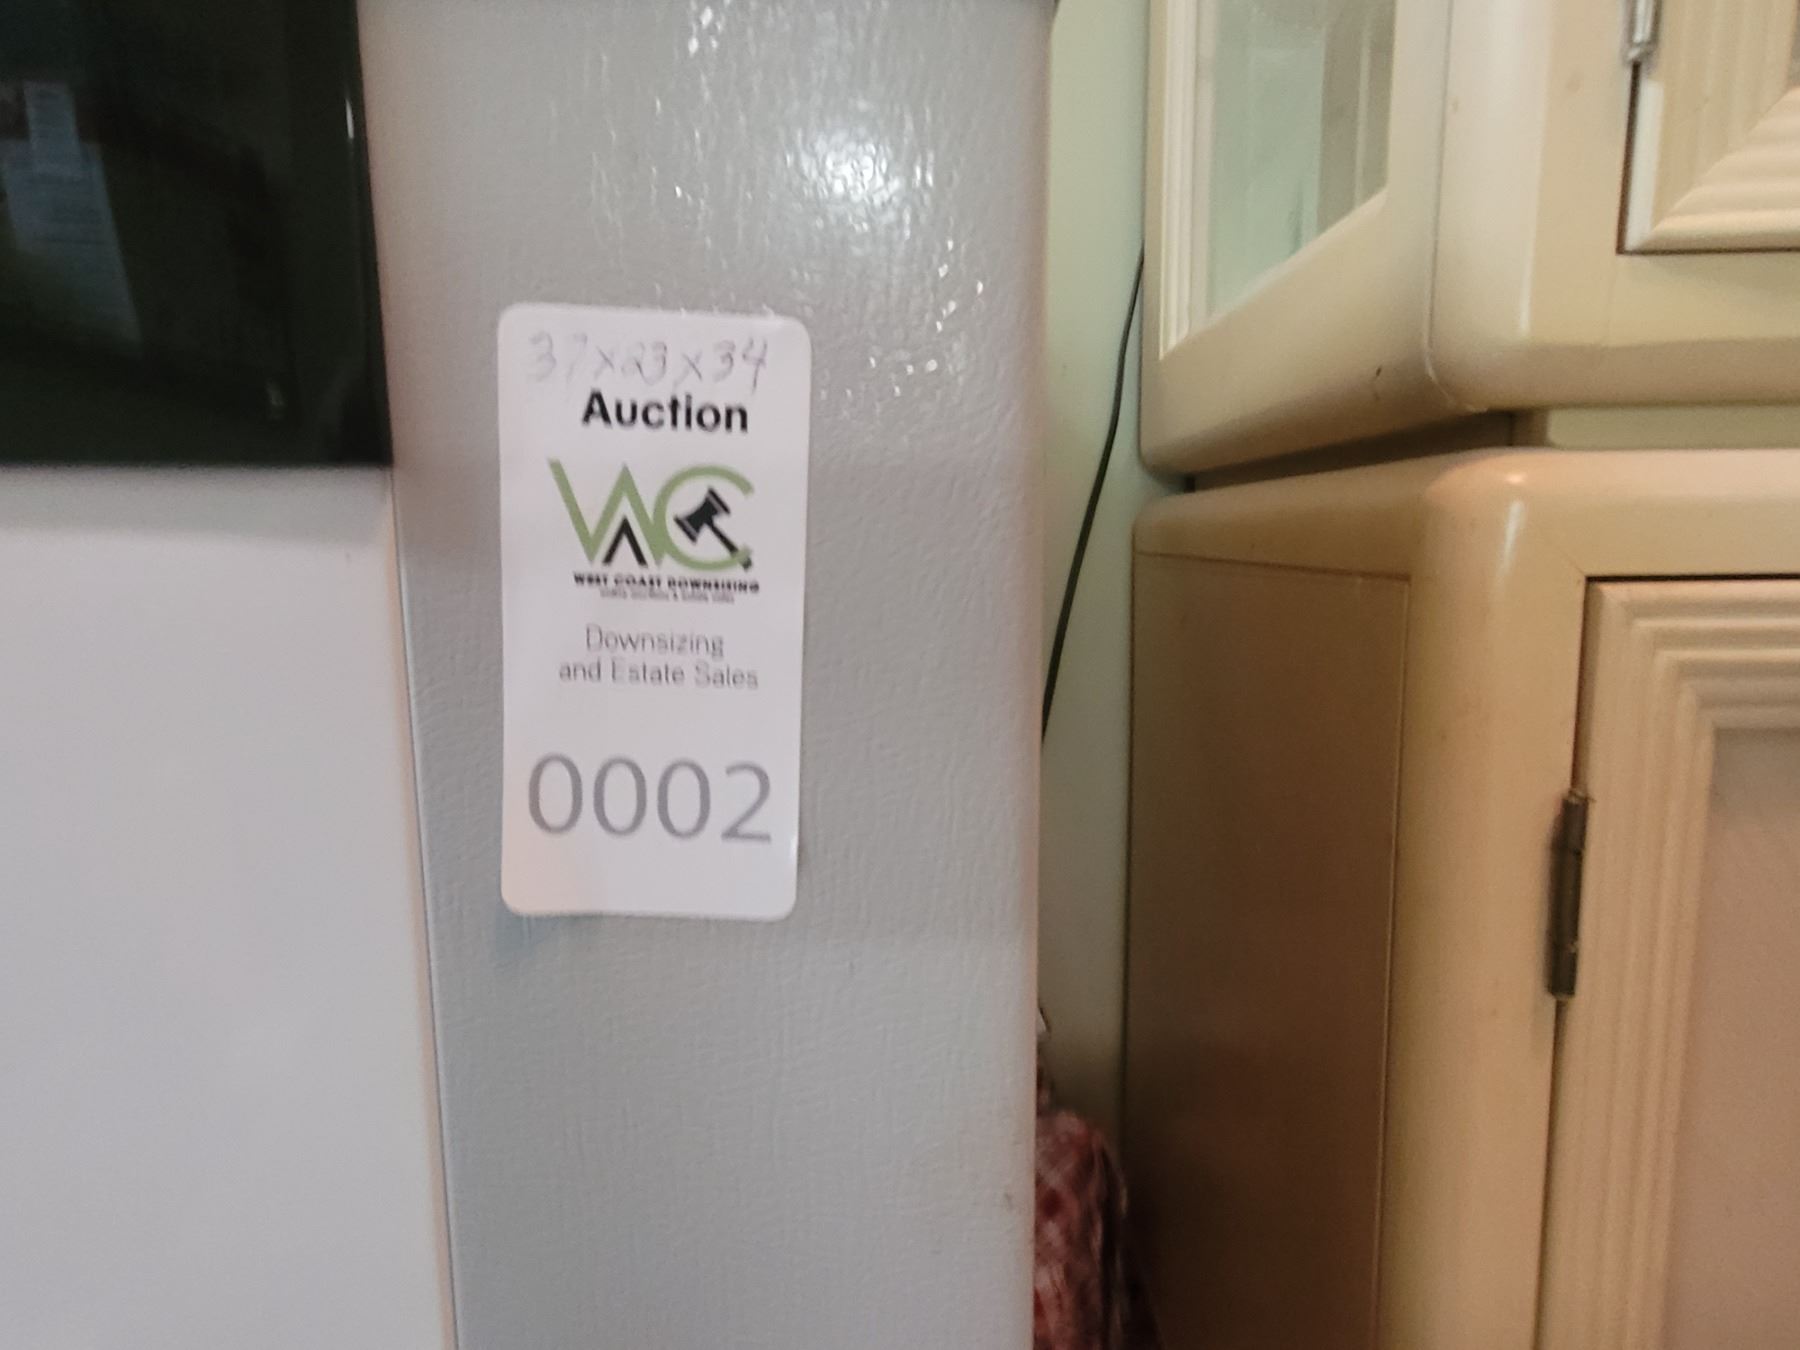 37x23x34
Auction
WC
WEST COAST DOWNSIZING
Downsizing
and Estate Sales
0002